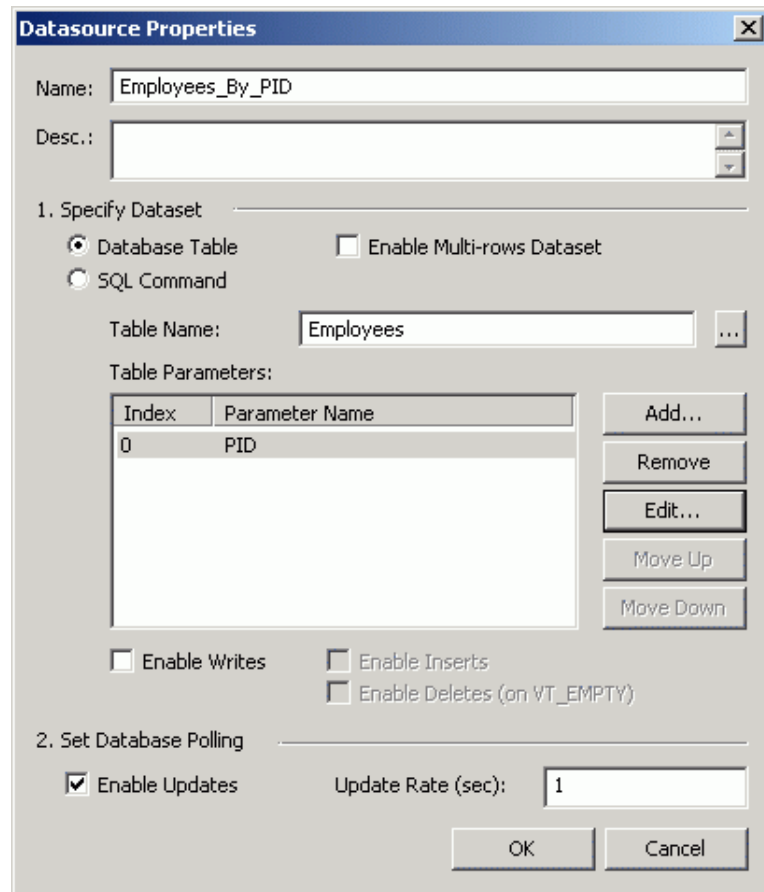 Datasource Properties
Name: Employees_By_PID
Desc.:
1. Specify Dataset
Database Table Enable Multi-rows Dataset
SQL Command
Table Name: Employees ...
Table Parameters:
Index Parameter Name Add...
0 PID
Remove
Edit...
Move Up
Move Down
Enable Writes Enable Inserts
Enable Deletes (on VT_EMPTY)
2. Set Database Polling
Enable Updates Update Rate (sec): 1
OK Cancel